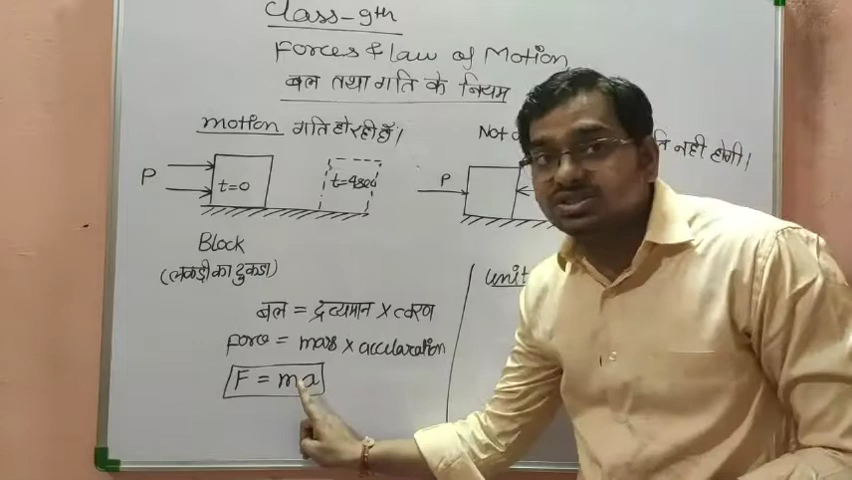 Class-9th
Forces & law of Motion
बल तथा गति के नियम
motion गति हो रही है।
Not
नही होगी।
P
t=0
t=4sec
P
Block
(लकड़ी का टुकडा)
unit
बल = द्रव्यमान × त्वरण
force = mass × accelaration
F = ma